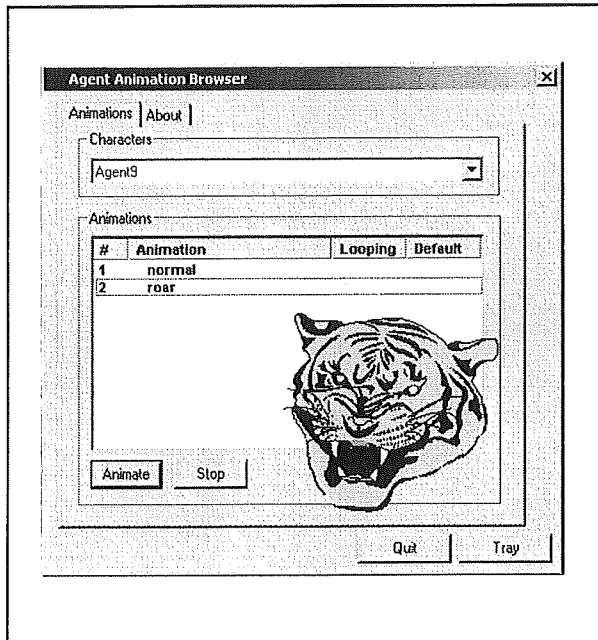 Agent Animation Browser
Animations About
Characters
Agent9
Animations
# Animation Looping Default
1 normal
2 roar
Animate Stop
Quit Tray